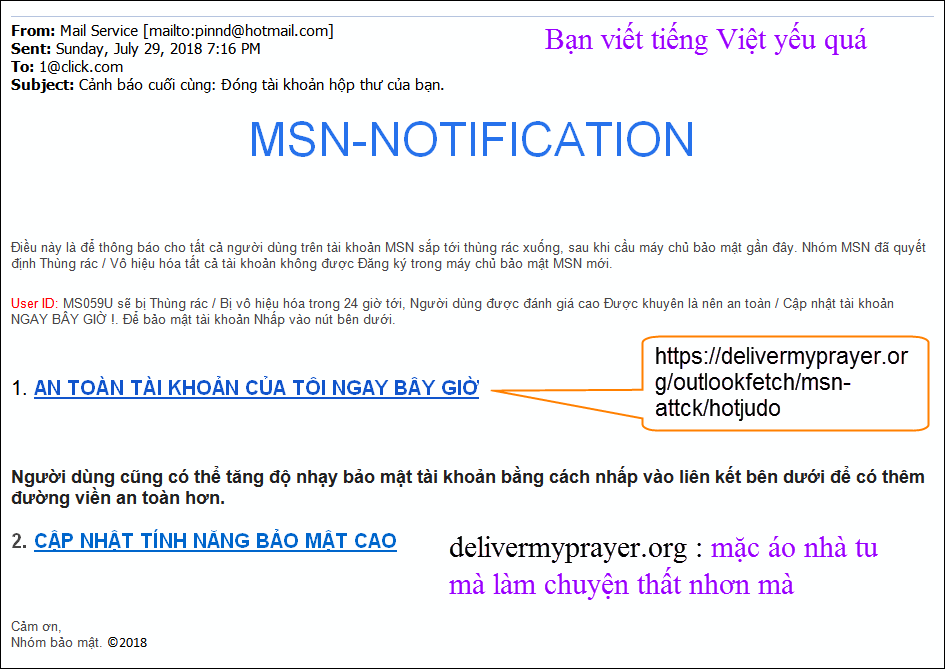 From: Mail Service [mailto:pinnd@hotmail.com]
Sent: Sunday, July 29, 2018 7:16 PM
To: 1@click.com
Subject: Cảnh báo cuối cùng: Đóng tài khoản hộp thư của bạn.
Bạn viết tiếng Việt yếu quá
MSN-NOTIFICATION
Điều này là để thông báo cho tất cả người dùng trên tài khoản MSN sắp tới thùng rác xuống, sau khi cầu máy chủ bảo mật gần đây. Nhóm MSN đã quyết
định Thùng rác / Vô hiệu hóa tất cả tài khoản không được Đăng ký trong máy chủ bảo mật MSN mới.
User ID: MS059U sẽ bị Thùng rác / Bị vô hiệu hóa trong 24 giờ tới, Người dùng được đánh giá cao Được khuyên là nên an toàn / Cập nhật tài khoản
NGAY BÂY GIỜ !. Để bảo mật tài khoản Nhấp vào nút bên dưới.
1. AN TOÀN TÀI KHOẢN CỦA TÔI NGAY BÂY GIỜ
https://delivermyprayer.or
g/outlookfetch/msn-
attck/hotjudo
Người dùng cũng có thể tăng độ nhạy bảo mật tài khoản bằng cách nhấp vào liên kết bên dưới để có thêm
đường viền an toàn hơn.
2. CẬP NHẬT TÍNH NĂNG BẢO MẬT CAO
delivermyprayer.org : mặc áo nhà tu
mà làm chuyện thất nhơn mà
Cảm ơn,
Nhóm bảo mật. ©2018